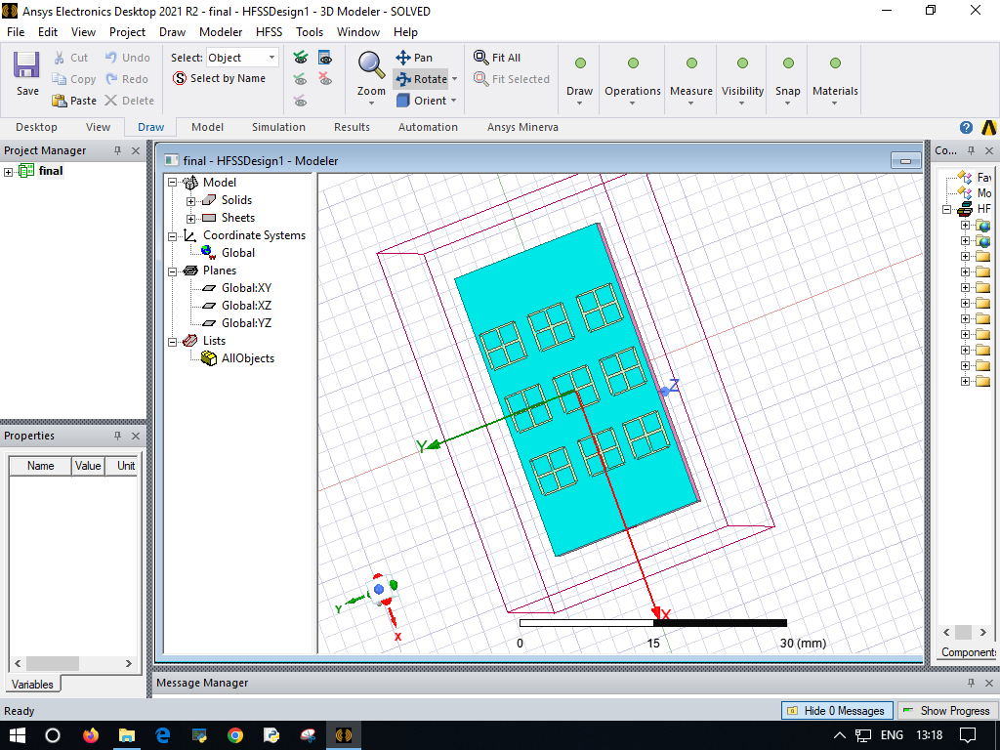 Ansys Electronics Desktop 2021 R2 - final - HFSSDesign1 - 3D Modeler - SOLVED
File Edit View Project Draw Modeler HFSS Tools Window Help
Save
Cut
Copy
Paste
Undo
Redo
Delete
Select: Object
Select by Name
Zoom
Pan
Rotate
Orient
Fit All
Fit Selected
Draw
Operations
Measure
Visibility
Snap
Materials
Desktop View Draw Model Simulation Results Automation Ansys Minerva
Project Manager
final
Properties
Name Value Unit
Variables
final - HFSSDesign1 - Modeler
Model
Solids
Sheets
Coordinate Systems
Global
Planes
Global:XY
Global:XZ
Global:YZ
Lists
AllObjects
Z
Y
X
Y
X
0 15 30 (mm)
Co...
Fav
Mo
HF
Component
Message Manager
Ready
Hide 0 Messages
Show Progress
ENG 13:18